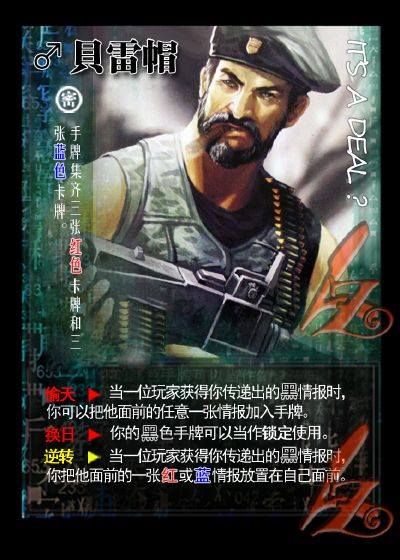 ♂貝雷帽
密
IT'S A DEAL ?
手牌集齐三张红色卡牌和三
张蓝色卡牌。
偷天 ▶ 当一位玩家获得你传递出的黑情报时,
你可以把他面前的任意一张情报加入手牌。
换日 ▶ 你的黑色手牌可以当作锁定使用。
逆转 ▶ 当一位玩家获得你传递出的黑情报时,
你把他面前的一张红或蓝情报放置在自己面前。